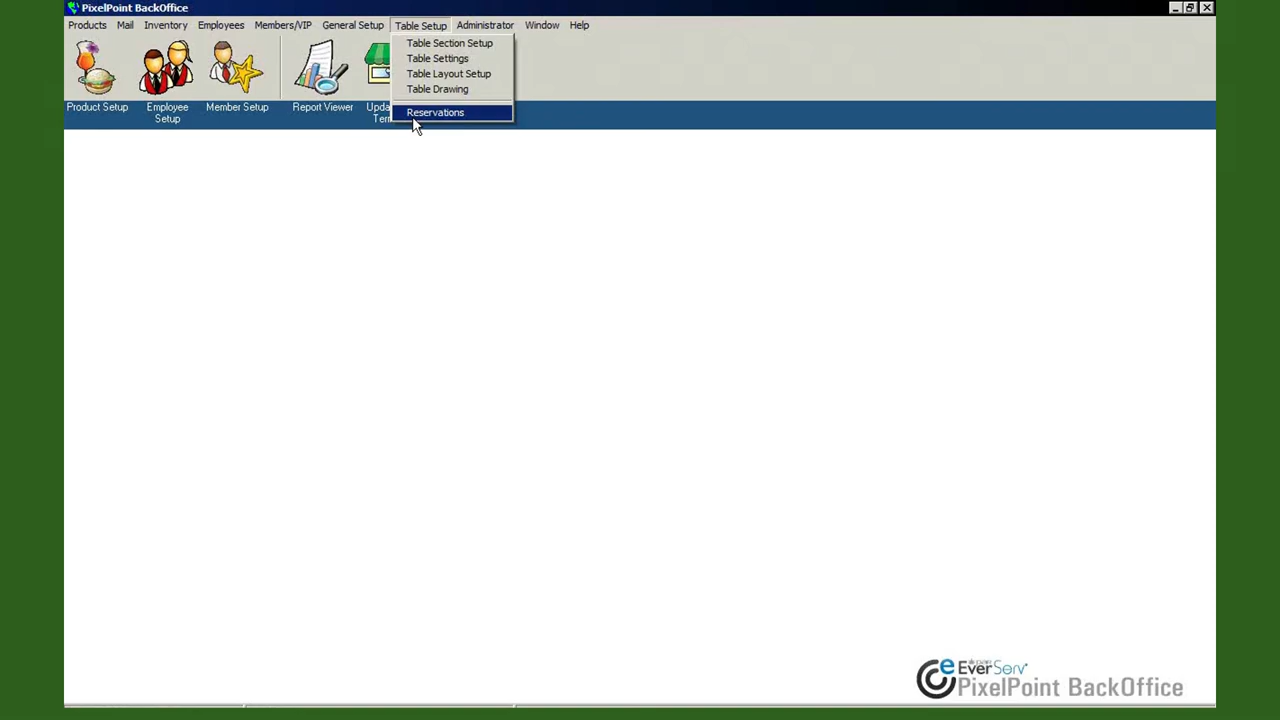 PixelPoint BackOffice
Products Mail Inventory Employees Members/VIP General Setup Table Setup Administrator Window Help
Table Section Setup
Table Settings
Table Layout Setup
Table Drawing
Reservations
Product Setup
Employee
Setup
Member Setup
Report Viewer
EverServ
PixelPoint BackOffice